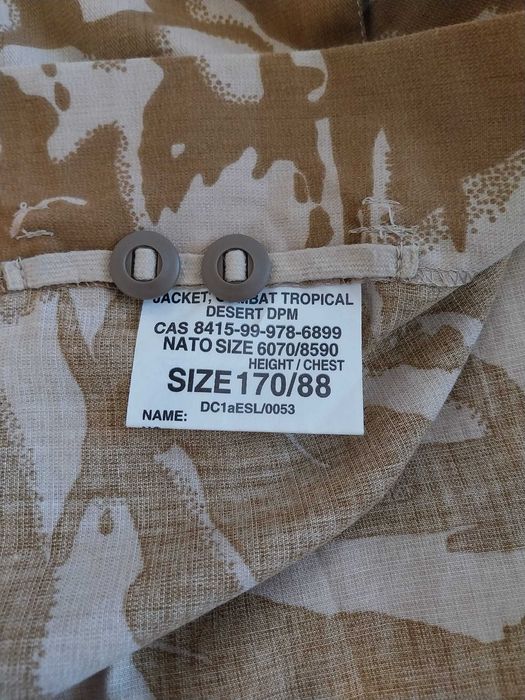 JACKET, COMBAT TROPICAL
DESERT DPM
CAS 8415-99-978-6899
NATO SIZE 6070/8590
HEIGHT / CHEST
SIZE 170/88
DC1aESL/0053
NAME: